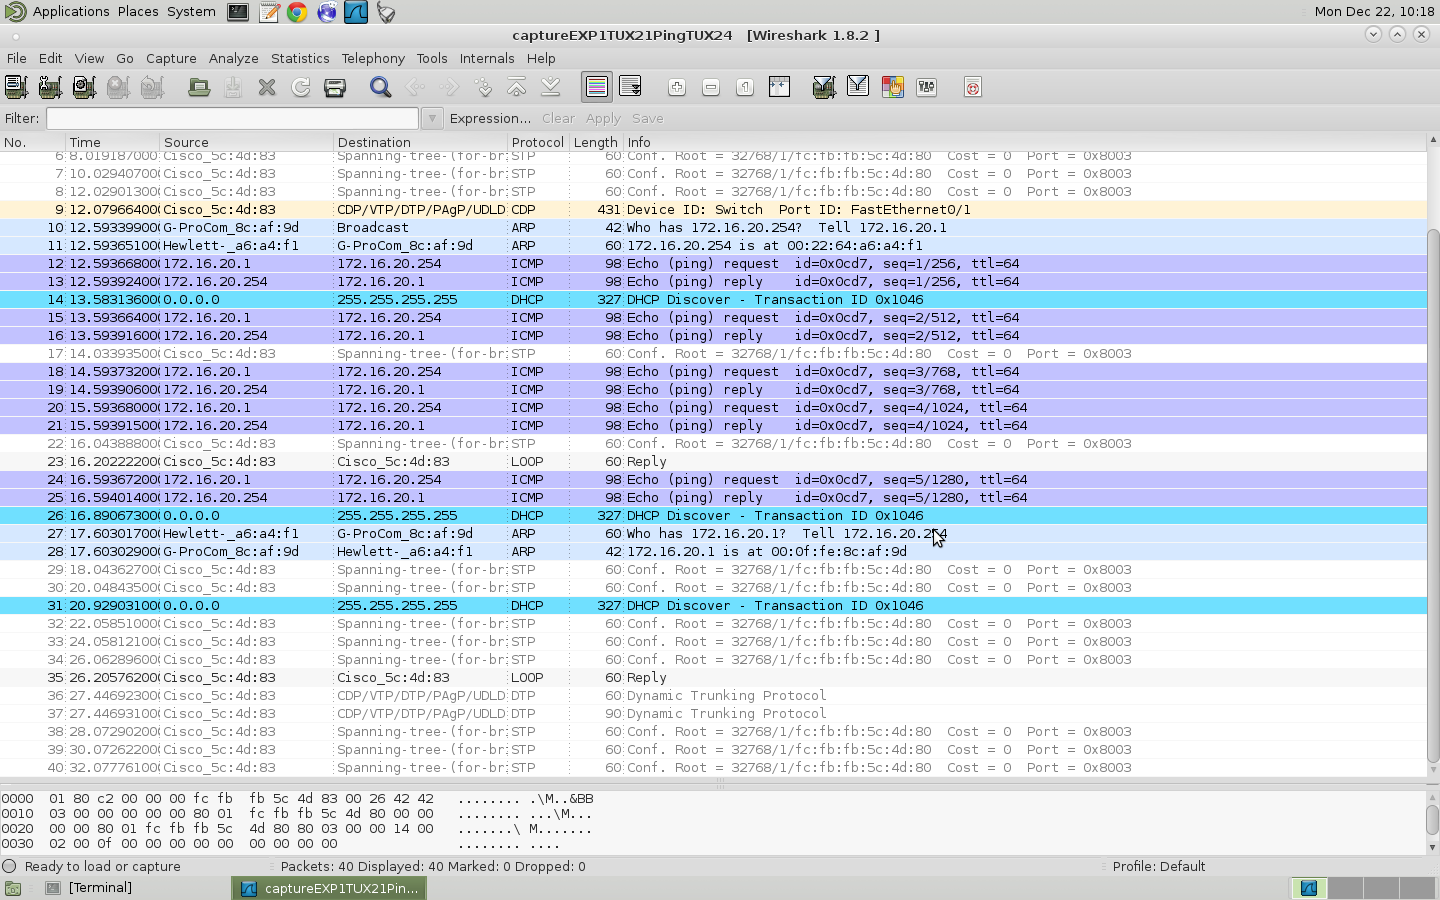 Applications Places System Mon Dec 22, 10:18
captureEXP1TUX21PingTUX24 [Wireshark 1.8.2 ]
File Edit View Go Capture Analyze Statistics Telephony Tools Internals Help
Filter: Expression... Clear Apply Save
No. Time Source Destination Protocol Length Info
6 8.019187000 Cisco_5c:4d:83 Spanning-tree-(for-br STP 60 Conf. Root = 32768/1/fc:fb:fb:5c:4d:80 Cost = 0 Port = 0x8003
7 10.02940700 Cisco_5c:4d:83 Spanning-tree-(for-br STP 60 Conf. Root = 32768/1/fc:fb:fb:5c:4d:80 Cost = 0 Port = 0x8003
8 12.02901300 Cisco_5c:4d:83 Spanning-tree-(for-br STP 60 Conf. Root = 32768/1/fc:fb:fb:5c:4d:80 Cost = 0 Port = 0x8003
9 12.07966400 Cisco_5c:4d:83 CDP/VTP/DTP/PAgP/UDLD CDP 431 Device ID: Switch Port ID: FastEthernet0/1
10 12.59339900 G-ProCom_8c:af:9d Broadcast ARP 42 Who has 172.16.20.254? Tell 172.16.20.1
11 12.59365100 Hewlett-_a6:a4:f1 G-ProCom_8c:af:9d ARP 60 172.16.20.254 is at 00:22:64:a6:a4:f1
12 12.59366800 172.16.20.1 172.16.20.254 ICMP 98 Echo (ping) request id=0x0cd7, seq=1/256, ttl=64
13 12.59392400 172.16.20.254 172.16.20.1 ICMP 98 Echo (ping) reply id=0x0cd7, seq=1/256, ttl=64
14 13.58313600 0.0.0.0 255.255.255.255 DHCP 327 DHCP Discover - Transaction ID 0x1046
15 13.59366400 172.16.20.1 172.16.20.254 ICMP 98 Echo (ping) request id=0x0cd7, seq=2/512, ttl=64
16 13.59391600 172.16.20.254 172.16.20.1 ICMP 98 Echo (ping) reply id=0x0cd7, seq=2/512, ttl=64
17 14.03393500 Cisco_5c:4d:83 Spanning-tree-(for-br STP 60 Conf. Root = 32768/1/fc:fb:fb:5c:4d:80 Cost = 0 Port = 0x8003
18 14.59373200 172.16.20.1 172.16.20.254 ICMP 98 Echo (ping) request id=0x0cd7, seq=3/768, ttl=64
19 14.59390600 172.16.20.254 172.16.20.1 ICMP 98 Echo (ping) reply id=0x0cd7, seq=3/768, ttl=64
20 15.59368000 172.16.20.1 172.16.20.254 ICMP 98 Echo (ping) request id=0x0cd7, seq=4/1024, ttl=64
21 15.59391500 172.16.20.254 172.16.20.1 ICMP 98 Echo (ping) reply id=0x0cd7, seq=4/1024, ttl=64
22 16.04388800 Cisco_5c:4d:83 Spanning-tree-(for-br STP 60 Conf. Root = 32768/1/fc:fb:fb:5c:4d:80 Cost = 0 Port = 0x8003
23 16.20222200 Cisco_5c:4d:83 Cisco_5c:4d:83 LOOP 60 Reply
24 16.59367200 172.16.20.1 172.16.20.254 ICMP 98 Echo (ping) request id=0x0cd7, seq=5/1280, ttl=64
25 16.59401400 172.16.20.254 172.16.20.1 ICMP 98 Echo (ping) reply id=0x0cd7, seq=5/1280, ttl=64
26 16.89067300 0.0.0.0 255.255.255.255 DHCP 327 DHCP Discover - Transaction ID 0x1046
27 17.60301700 Hewlett-_a6:a4:f1 G-ProCom_8c:af:9d ARP 60 Who has 172.16.20.1? Tell 172.16.20.254
28 17.60302900 G-ProCom_8c:af:9d Hewlett-_a6:a4:f1 ARP 42 172.16.20.1 is at 00:0f:fe:8c:af:9d
29 18.04362700 Cisco_5c:4d:83 Spanning-tree-(for-br STP 60 Conf. Root = 32768/1/fc:fb:fb:5c:4d:80 Cost = 0 Port = 0x8003
30 20.04843500 Cisco_5c:4d:83 Spanning-tree-(for-br STP 60 Conf. Root = 32768/1/fc:fb:fb:5c:4d:80 Cost = 0 Port = 0x8003
31 20.92903100 0.0.0.0 255.255.255.255 DHCP 327 DHCP Discover - Transaction ID 0x1046
32 22.05851000 Cisco_5c:4d:83 Spanning-tree-(for-br STP 60 Conf. Root = 32768/1/fc:fb:fb:5c:4d:80 Cost = 0 Port = 0x8003
33 24.05812100 Cisco_5c:4d:83 Spanning-tree-(for-br STP 60 Conf. Root = 32768/1/fc:fb:fb:5c:4d:80 Cost = 0 Port = 0x8003
34 26.06289600 Cisco_5c:4d:83 Spanning-tree-(for-br STP 60 Conf. Root = 32768/1/fc:fb:fb:5c:4d:80 Cost = 0 Port = 0x8003
35 26.20576200 Cisco_5c:4d:83 Cisco_5c:4d:83 LOOP 60 Reply
36 27.44692300 Cisco_5c:4d:83 CDP/VTP/DTP/PAgP/UDLD DTP 60 Dynamic Trunking Protocol
37 27.44693100 Cisco_5c:4d:83 CDP/VTP/DTP/PAgP/UDLD DTP 90 Dynamic Trunking Protocol
38 28.07290200 Cisco_5c:4d:83 Spanning-tree-(for-br STP 60 Conf. Root = 32768/1/fc:fb:fb:5c:4d:80 Cost = 0 Port = 0x8003
39 30.07262200 Cisco_5c:4d:83 Spanning-tree-(for-br STP 60 Conf. Root = 32768/1/fc:fb:fb:5c:4d:80 Cost = 0 Port = 0x8003
40 32.07776100 Cisco_5c:4d:83 Spanning-tree-(for-br STP 60 Conf. Root = 32768/1/fc:fb:fb:5c:4d:80 Cost = 0 Port = 0x8003
0000 01 80 c2 00 00 00 fc fb fb 5c 4d 83 00 26 42 42 ........ .\M..&BB
0010 03 00 00 00 00 00 80 01 fc fb fb 5c 4d 80 00 00 ........ ...\M...
0020 00 00 80 01 fc fb fb 5c 4d 80 80 03 00 00 14 00 .......\ M.......
0030 02 00 0f 00 00 00 00 00 00 00 00 00 ........ ....
Ready to load or capture Packets: 40 Displayed: 40 Marked: 0 Dropped: 0 Profile: Default
[Terminal] captureEXP1TUX21Pin...